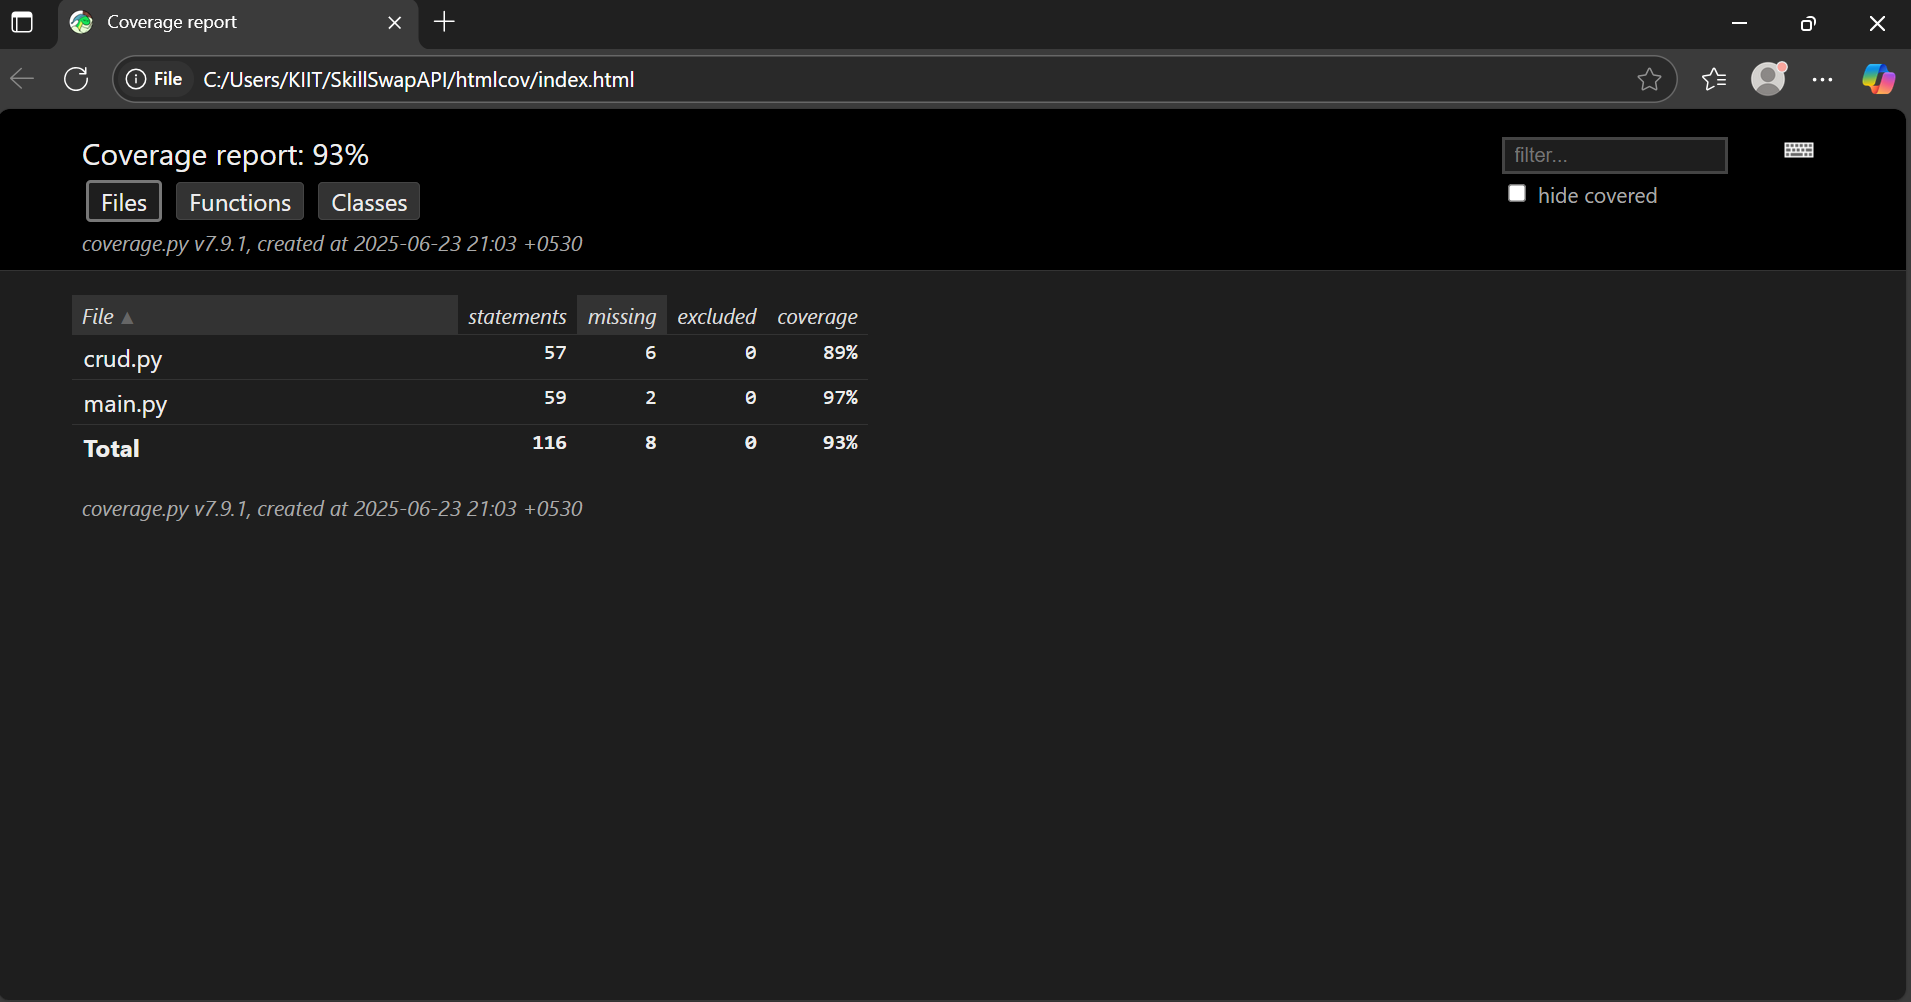 Coverage report
File C:/Users/KIIT/SkillSwapAPI/htmlcov/index.html
Coverage report: 93%
filter...
Files Functions Classes
hide covered
coverage.py v7.9.1, created at 2025-06-23 21:03 +0530
File ▲ statements missing excluded coverage
crud.py 57 6 0 89%
main.py 59 2 0 97%
Total 116 8 0 93%
coverage.py v7.9.1, created at 2025-06-23 21:03 +0530